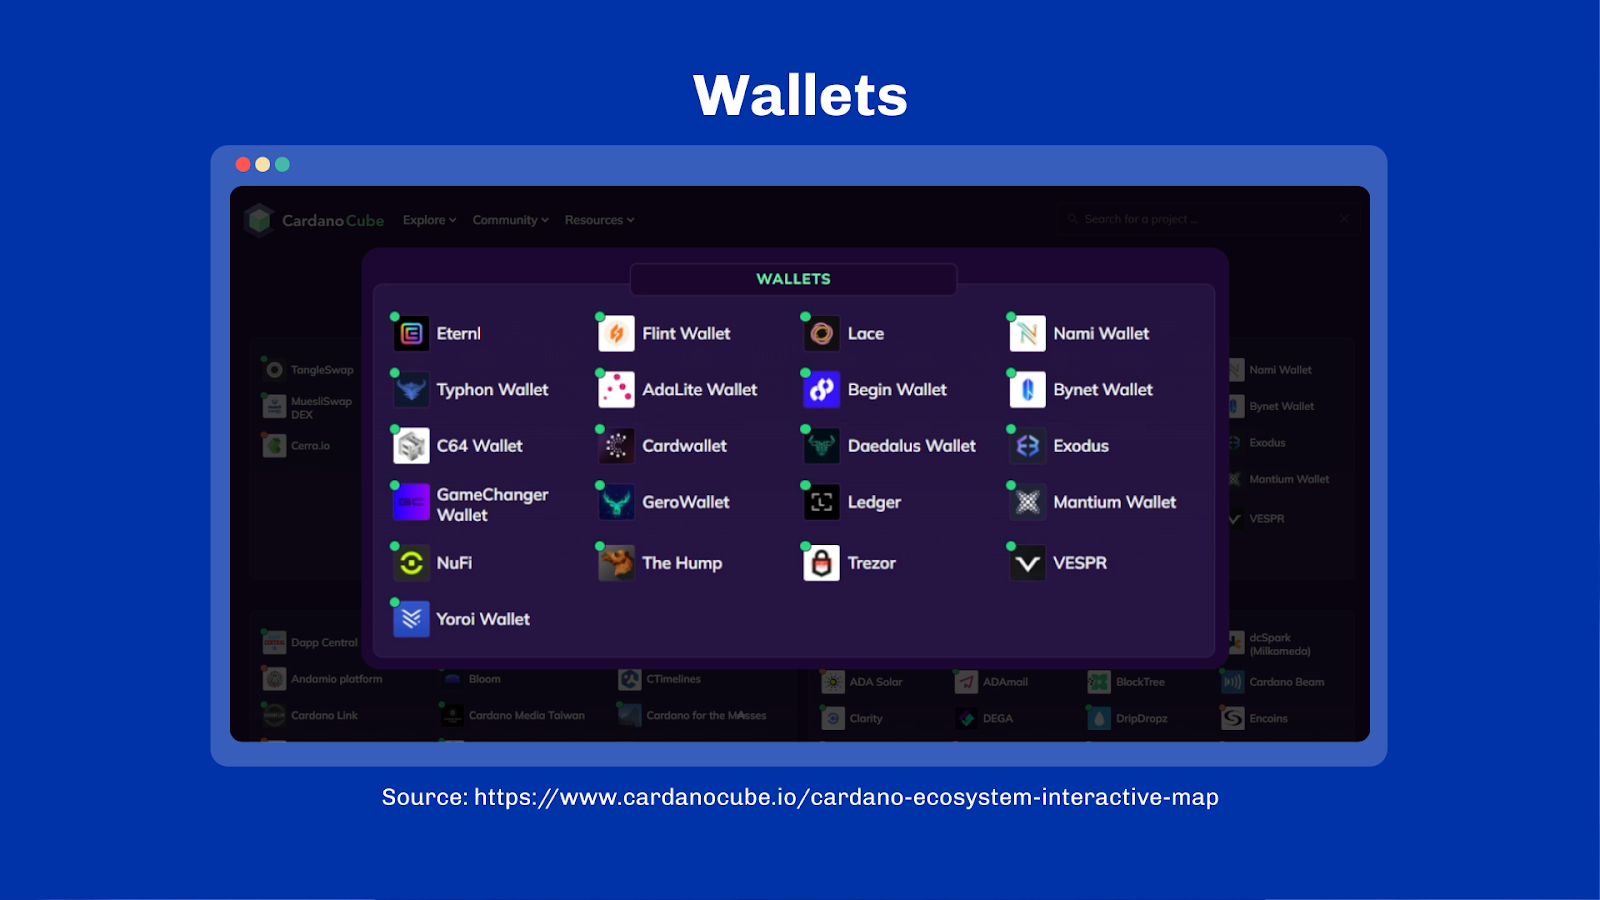 Wallets
CardanoCube Explore Community Resources Search for a project ...
WALLETS
Eternl Flint Wallet Lace Nami Wallet
Typhon Wallet AdaLite Wallet Begin Wallet Bynet Wallet
C64 Wallet Cardwallet Daedalus Wallet Exodus
GameChanger
Wallet
GeroWallet Ledger Mantium Wallet
NuFi The Hump Trezor VESPR
Yoroi Wallet
TangleSwap
MuesliSwap
DEX
Cerra.io
Nami Wallet
Bynet Wallet
Exodus
Mantium Wallet
VESPR
Dapp Central
dcSpark
(Milkomeda)
Andamio platform Bloom CTimelines ADA Solar ADAmail BlockTree Cardano Beam
Cardano Link Cardano Media Taiwan Cardano for the Masses Clarity DEGA DripDropz Encoins
Source: https://www.cardanocube.io/cardano-ecosystem-interactive-map